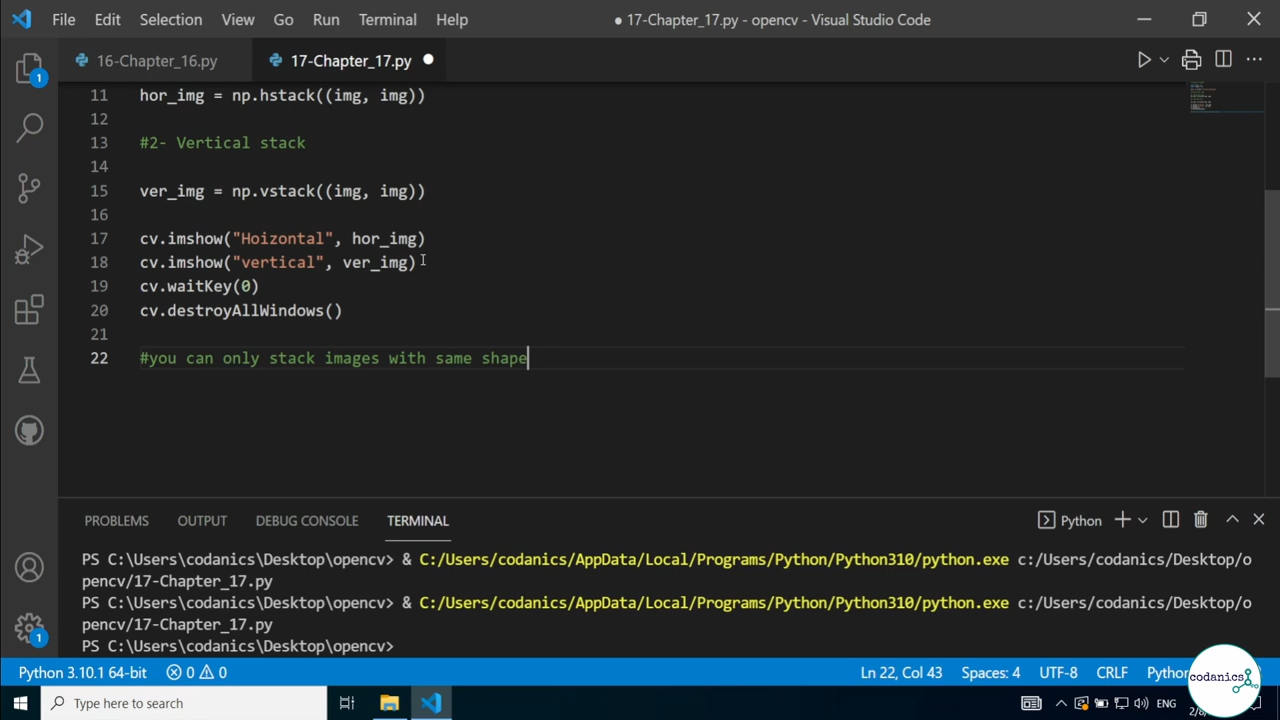 File Edit Selection View Go Run Terminal Help ● 17-Chapter_17.py - opencv - Visual Studio Code
16-Chapter_16.py 17-Chapter_17.py
11 hor_img = np.hstack((img, img))
12
13 #2- Vertical stack
14
15 ver_img = np.vstack((img, img))
16
17 cv.imshow("Hoizontal", hor_img)
18 cv.imshow("vertical", ver_img)
19 cv.waitKey(0)
20 cv.destroyAllWindows()
21
22 #you can only stack images with same shape
1
PROBLEMS OUTPUT DEBUG CONSOLE TERMINAL Python
PS C:\Users\codanics\Desktop\opencv> & C:/Users/codanics/AppData/Local/Programs/Python/Python310/python.exe c:/Users/codanics/Desktop/o
pencv/17-Chapter_17.py
PS C:\Users\codanics\Desktop\opencv> & C:/Users/codanics/AppData/Local/Programs/Python/Python310/python.exe c:/Users/codanics/Desktop/o
pencv/17-Chapter_17.py
PS C:\Users\codanics\Desktop\opencv>
1
Python 3.10.1 64-bit 0 0 Ln 22, Col 43 Spaces: 4 UTF-8 CRLF Python
codanics
Type here to search ENG